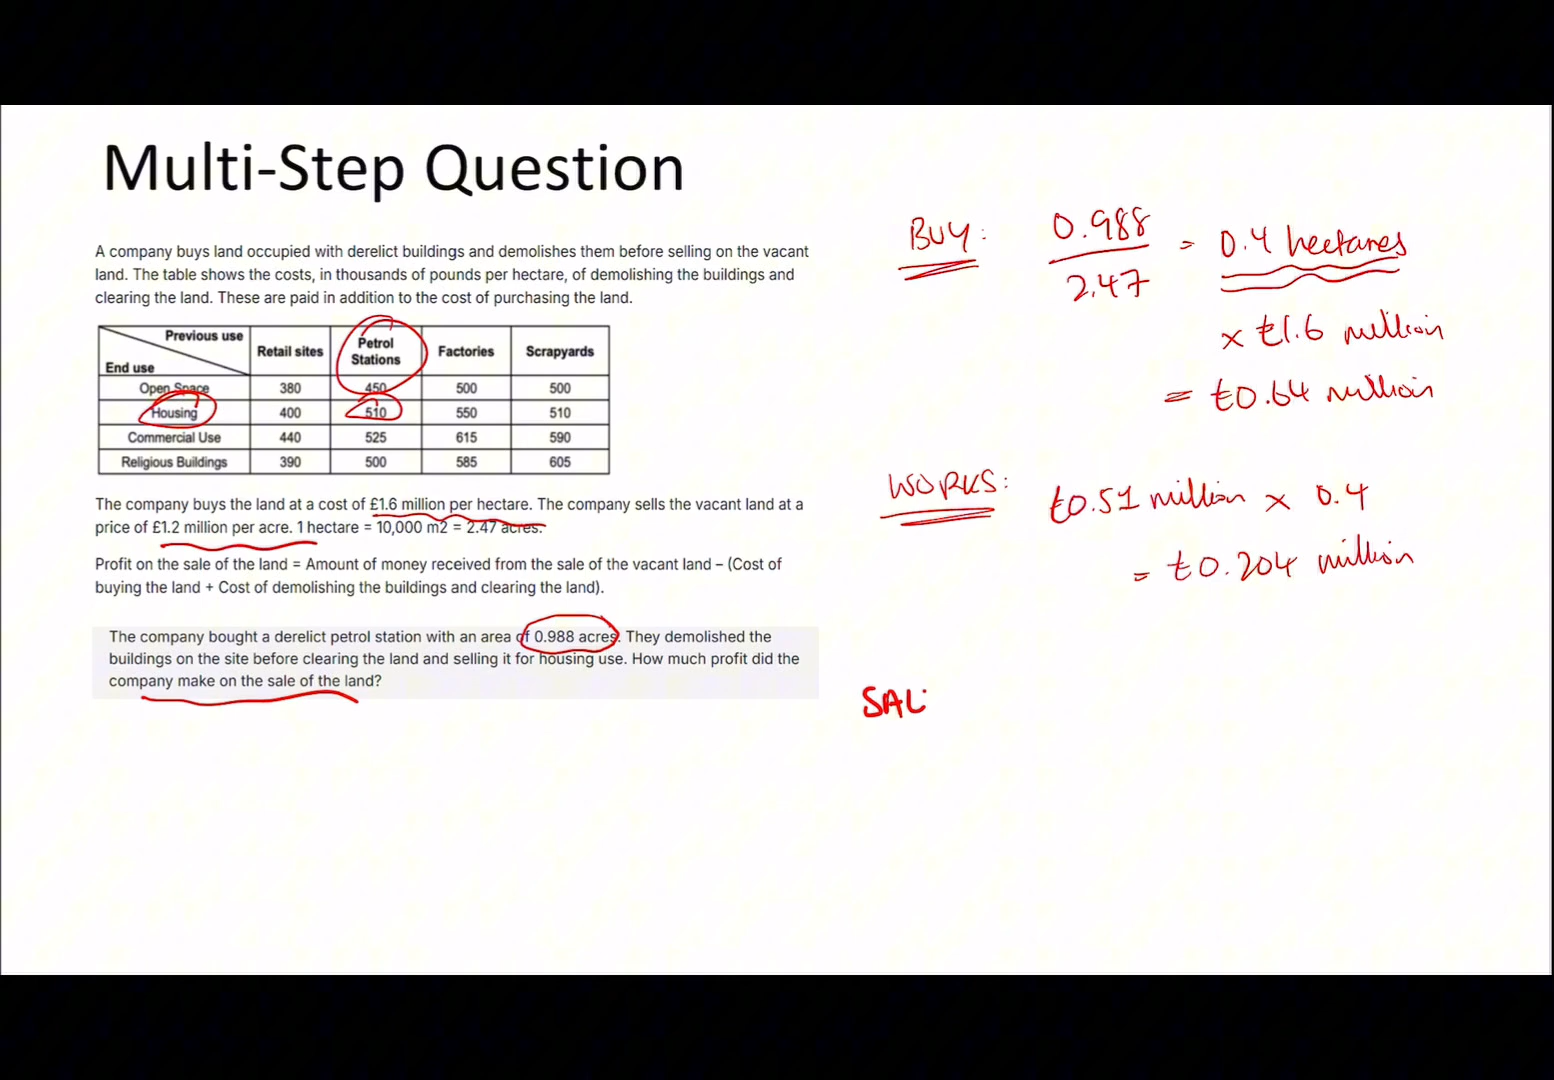 Multi-Step Question
A company buys land occupied with derelict buildings and demolishes them before selling on the vacant
land. The table shows the costs, in thousands of pounds per hectare, of demolishing the buildings and
clearing the land. These are paid in addition to the cost of purchasing the land.
Previous use
End use
Retail sites Petrol Stations Factories Scrapyards
Open Space 380 450 500 500
Housing 400 510 550 510
Commercial Use 440 525 615 590
Religious Buildings 390 500 585 605
The company buys the land at a cost of £1.6 million per hectare. The company sells the vacant land at a
price of £1.2 million per acre. 1 hectare = 10,000 m2 = 2.47 acres.
Profit on the sale of the land = Amount of money received from the sale of the vacant land – (Cost of
buying the land + Cost of demolishing the buildings and clearing the land).
The company bought a derelict petrol station with an area of 0.988 acres. They demolished the
buildings on the site before clearing the land and selling it for housing use. How much profit did the
company make on the sale of the land?
BUY: 0.988 / 2.47 = 0.4 hectares
x £1.6 million
= £0.64 million
WORKS: £0.51 million x 0.4
= £0.204 million
SAL